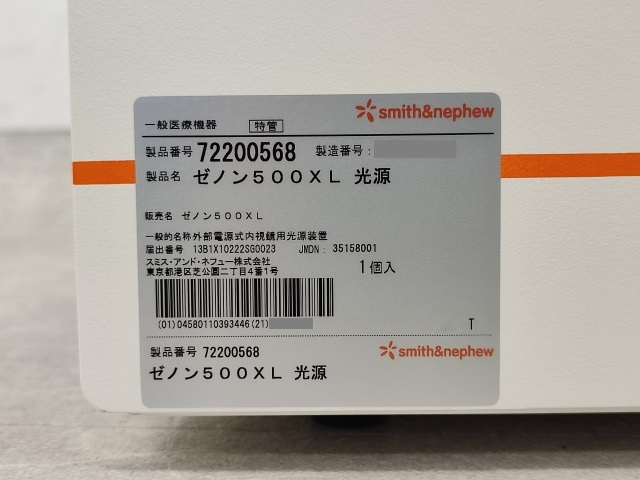 smith&nephew
一般医療機器 特管
製品番号 72200568 製造番号:
製品名 ゼノン500XL 光源
販売名 ゼノン500XL
一般的名称外部電源式内視鏡用光源装置
届出番号 13B1X10222SG0023 JMDN: 35158001
スミス・アンド・ネフュー株式会社
東京都港区芝公園二丁目4番1号
1個入
(01)04580110393446(21)
T
製品番号 72200568
smith&nephew
ゼノン500XL 光源